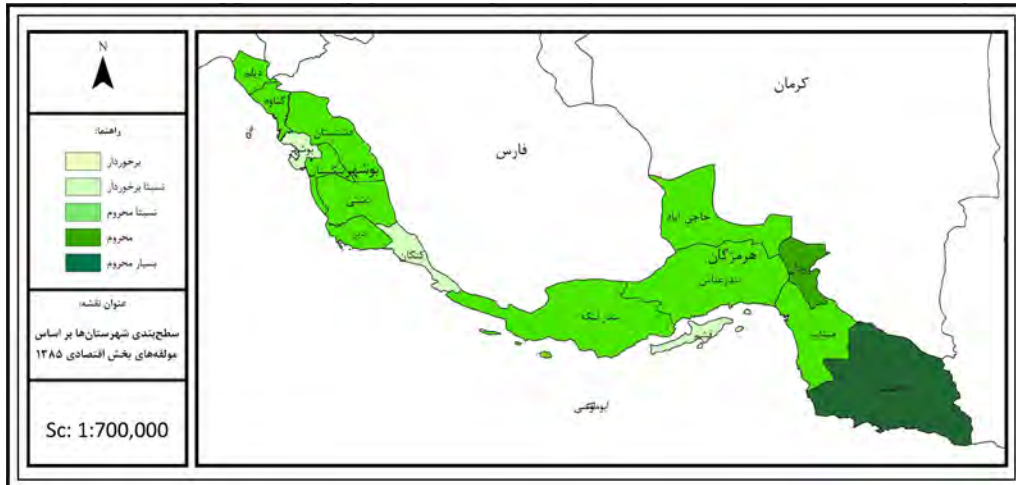 N
راهنما:
برخوردار
نسبتا برخوردار
نسبتا محروم
محروم
بسیار محروم
عنوان نقشه:
سطح‌بندی شهرستان‌ها بر اساس
مولفه‌های بخش اقتصادی ۱۳۸۵
Sc: 1:700,000
دیلم
گناوه
دشتستان
بوشهر
کنگان
فارس
کرمان
حاجی آباد
هرمزگان
بندرعباس
بندر لنگه
قشم
میناب
ابوموسی